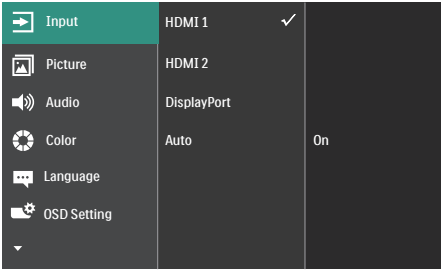 Input
HDMI 1
Picture
HDMI 2
Audio
DisplayPort
Color
Auto
On
Language
OSD Setting